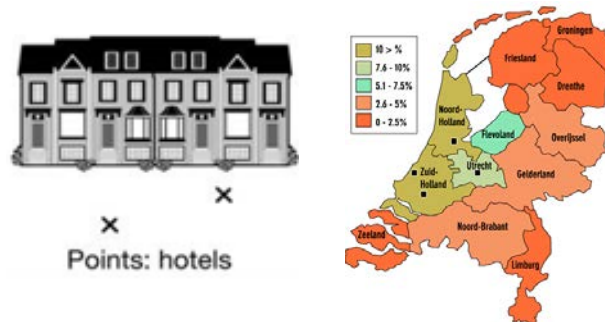 Points: hotels
10 > %
7.6 - 10%
5.1 - 7.5%
2.6 - 5%
0 - 2.5%
Groningen
Friesland
Drenthe
Noord-
Holland
Flevoland
Overijssel
Utrecht
Zuid-
Holland
Gelderland
Zeeland
Noord-Brabant
Limburg